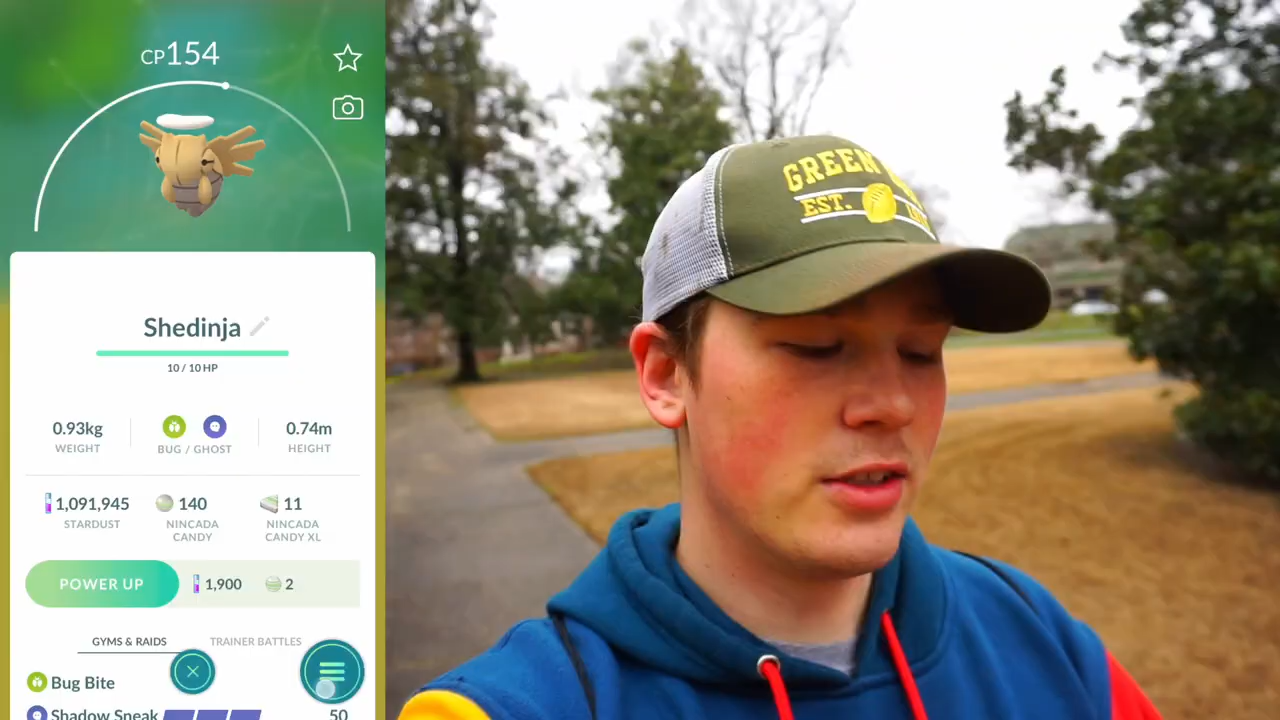 CP154
Shedinja
10 / 10 HP
0.93kg
WEIGHT
BUG / GHOST
0.74m
HEIGHT
1,091,945
STARDUST
140
NINCADA
CANDY
11
NINCADA
CANDY XL
POWER UP
1,900
2
GYMS & RAIDS
TRAINER BATTLES
Bug Bite
Shadow Sneak
50
GREEN
EST.